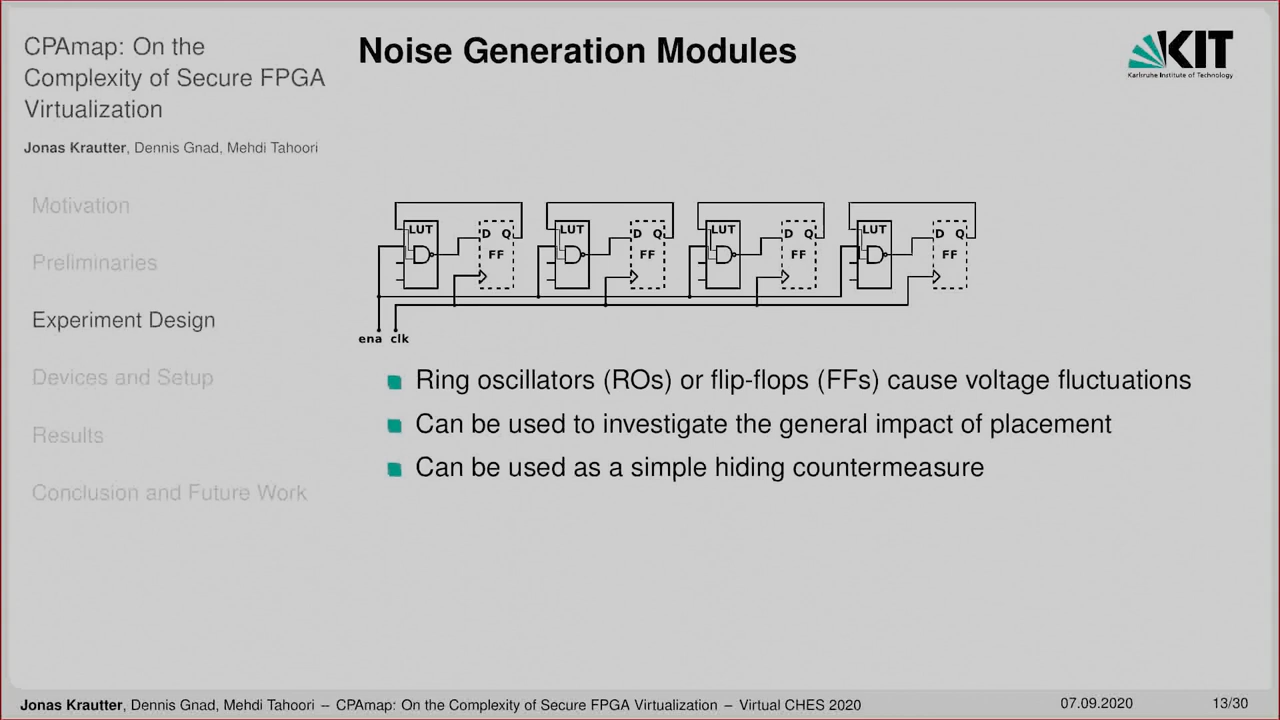 CPAmap: On the
Complexity of Secure FPGA
Virtualization
Jonas Krautter, Dennis Gnad, Mehdi Tahoori
Motivation
Preliminaries
Experiment Design
Devices and Setup
Results
Conclusion and Future Work
Noise Generation Modules
KIT
Karlsruhe Institute of Technology
LUT D Q FF
LUT D Q FF
LUT D Q FF
LUT D Q FF
ena clk
Ring oscillators (ROs) or flip-flops (FFs) cause voltage fluctuations
Can be used to investigate the general impact of placement
Can be used as a simple hiding countermeasure
Jonas Krautter, Dennis Gnad, Mehdi Tahoori – CPAmap: On the Complexity of Secure FPGA Virtualization – Virtual CHES 2020 07.09.2020 13/30